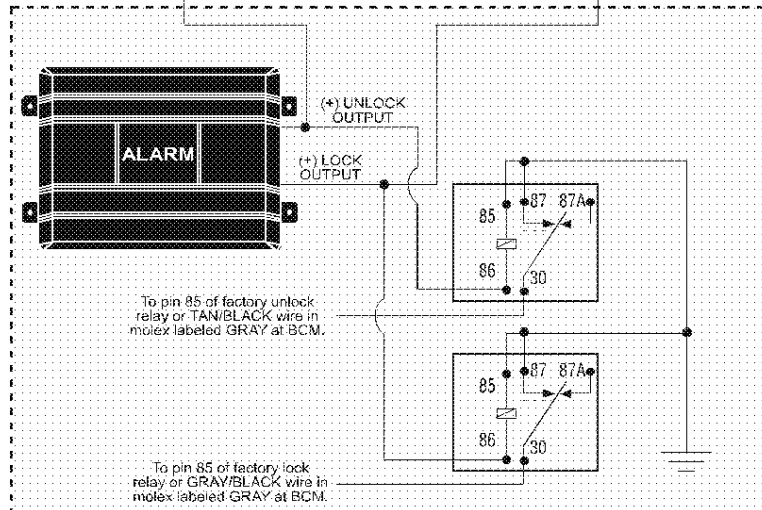 (+) UNLOCK
OUTPUT
ALARM
(+) LOCK
OUTPUT
87 87A
85
86
30
To pin 85 of factory unlock
relay or TAN/BLACK wire in
molex labeled GRAY at BCM.
87 87A
85
86
30
To pin 85 of factory lock
relay or GRAY/BLACK wire in
molex labeled GRAY at BCM.